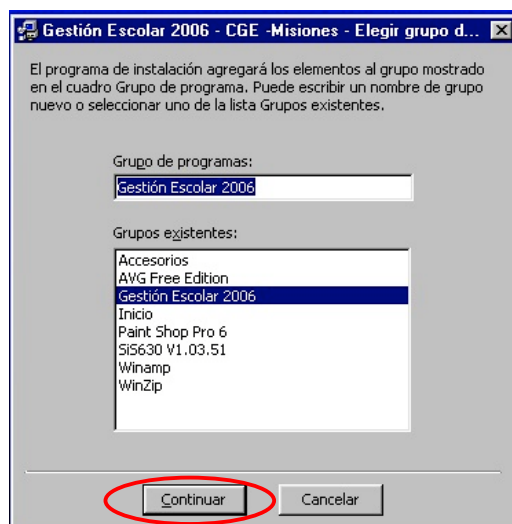 Gestión Escolar 2006 - CGE -Misiones - Elegir grupo d...
El programa de instalación agregará los elementos al grupo mostrado
en el cuadro Grupo de programa. Puede escribir un nombre de grupo
nuevo o seleccionar uno de la lista Grupos existentes.
Grupo de programas:
Gestión Escolar 2006
Grupos existentes:
Accesorios
AVG Free Edition
Gestión Escolar 2006
Inicio
Paint Shop Pro 6
SiS630 V1.03.51
Winamp
WinZip
Continuar
Cancelar